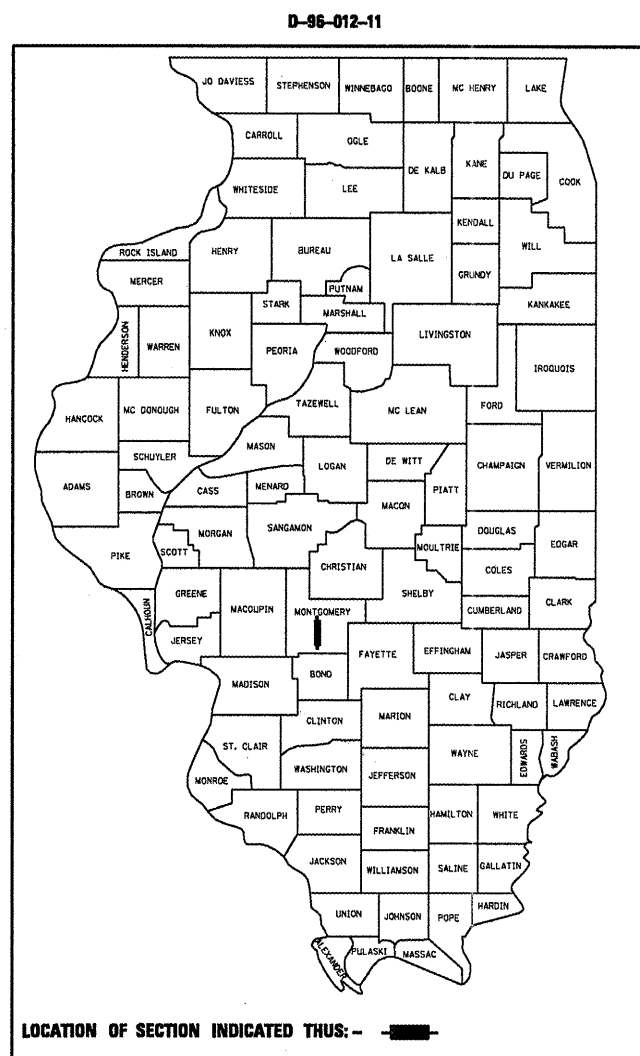 D-96-012-11
JO DAVIESS
STEPHENSON
WINNEBAGO
BOONE
MC HENRY
LAKE
CARROLL
OGLE
DE KALB
KANE
DU PAGE
COOK
WHITESIDE
LEE
KENDALL
WILL
ROCK ISLAND
HENRY
BUREAU
LA SALLE
GRUNDY
MERCER
PUTNAM
STARK
MARSHALL
KANKAKEE
HENDERSON
WARREN
KNOX
PEORIA
WOODFORD
LIVINGSTON
IROQUOIS
HANCOCK
MC DONOUGH
FULTON
TAZEWELL
MC LEAN
FORD
SCHUYLER
MASON
LOGAN
DE WITT
CHAMPAIGN
VERMILION
ADAMS
BROWN
CASS
MENARD
PIATT
MACON
PIKE
SCOTT
MORGAN
SANGAMON
CHRISTIAN
MOULTRIE
DOUGLAS
EDGAR
COLES
CALHOUN
GREENE
MACOUPIN
MONTGOMERY
SHELBY
CUMBERLAND
CLARK
JERSEY
FAYETTE
EFFINGHAM
JASPER
CRAWFORD
MADISON
BOND
CLAY
RICHLAND
LAWRENCE
CLINTON
MARION
ST. CLAIR
WAYNE
EDWARDS
WABASH
MONROE
WASHINGTON
JEFFERSON
RANDOLPH
PERRY
HAMILTON
WHITE
FRANKLIN
JACKSON
WILLIAMSON
SALINE
GALLATIN
UNION
JOHNSON
POPE
HARDIN
ALEXANDER
PULASKI
MASSAC
LOCATION OF SECTION INDICATED THUS: -